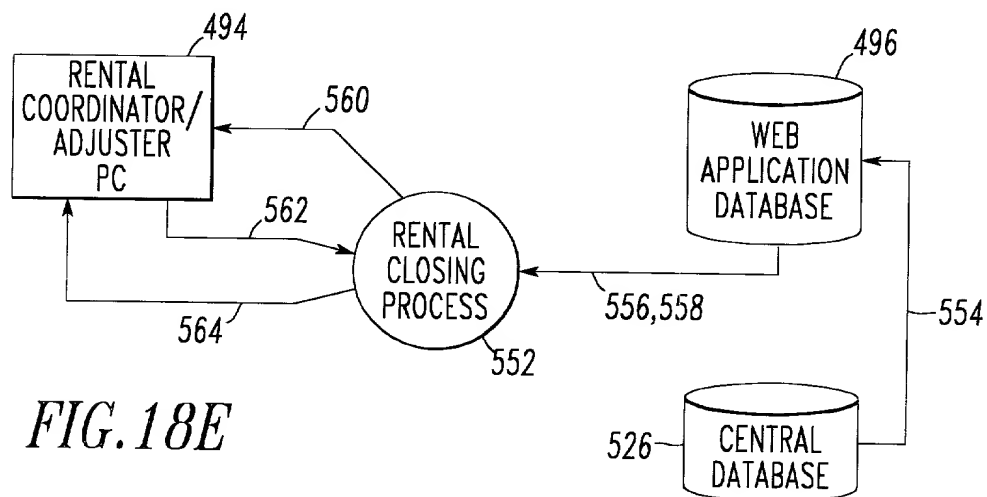 494
RENTAL
COORDINATOR/
ADJUSTER
PC
560
562
564
RENTAL
CLOSING
PROCESS
552
496
WEB
APPLICATION
DATABASE
556,558
554
526
CENTRAL
DATABASE
FIG.18E